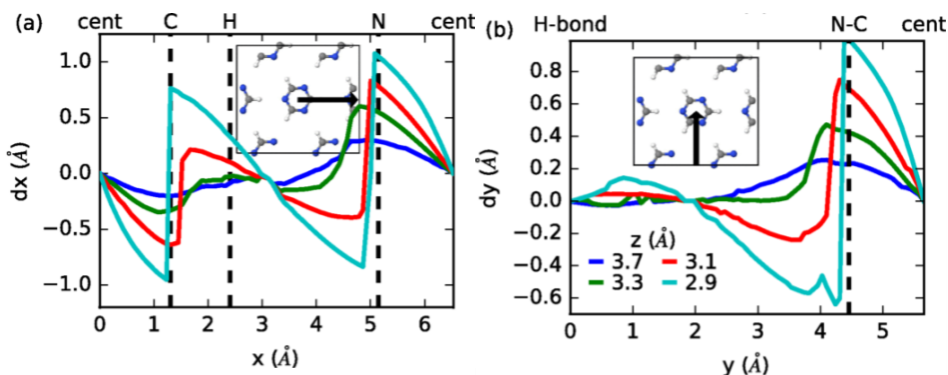 (a)
cent
C
H
N
cent
dx (Å)
1.0
0.5
0.0
−0.5
−1.0
0 1 2 3 4 5 6
x (Å)
(b)
H-bond
N-C
cent
dy (Å)
0.8
0.6
0.4
0.2
0.0
−0.2
−0.4
−0.6
z (Å)
3.7 3.1
3.3 2.9
0 1 2 3 4 5
y (Å)